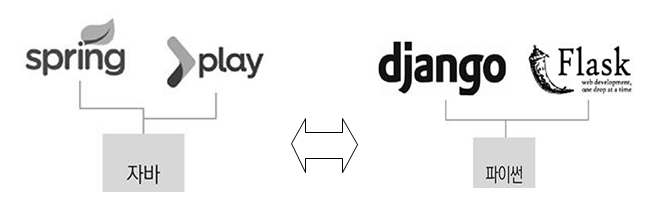 spring
play
django
Flask
web development,
one drop at a time
자바
파이썬